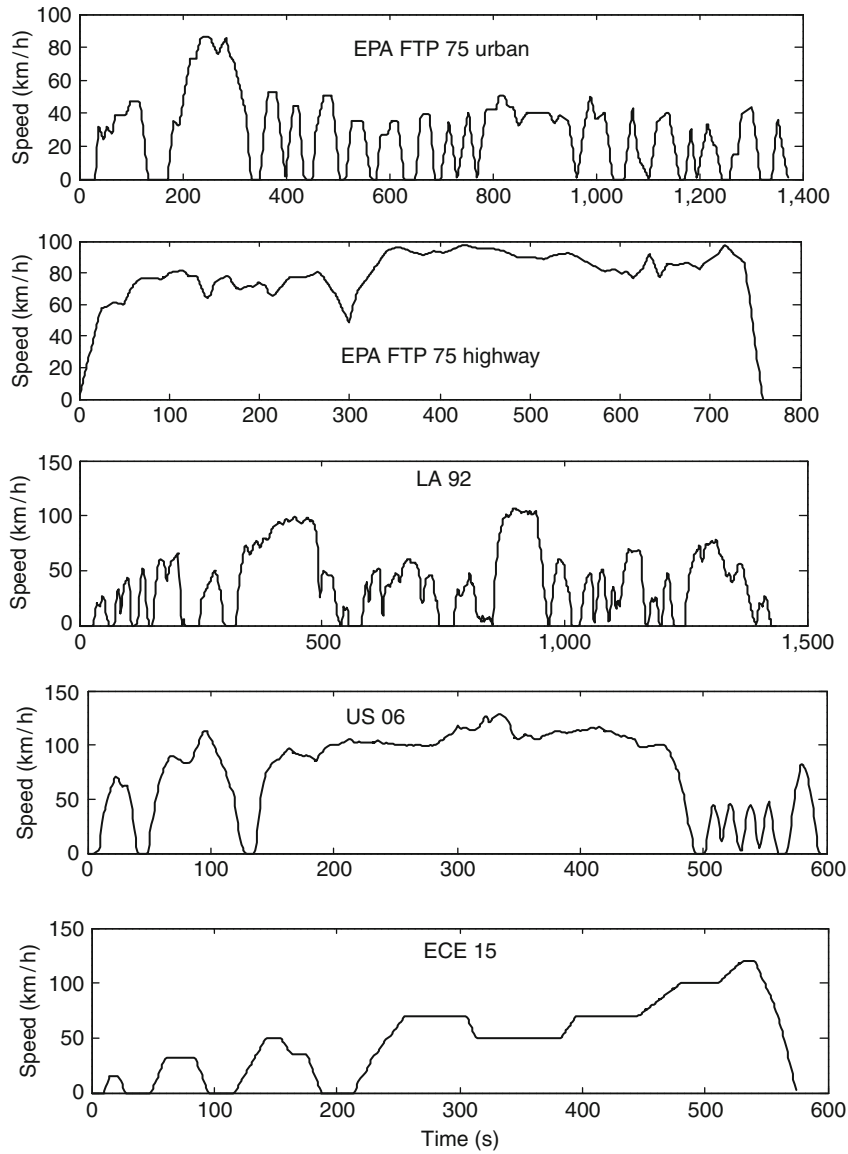 100
80
60
40
20
0
Speed (km/h)
EPA FTP 75 urban
0 200 400 600 800 1,000 1,200 1,400
100
80
60
40
20
0
Speed (km/h)
EPA FTP 75 highway
0 100 200 300 400 500 600 700 800
150
100
50
0
Speed (km/h)
LA 92
0 500 1,000 1,500
150
100
50
0
Speed (km/h)
US 06
0 100 200 300 400 500 600
150
100
50
0
Speed (km/h)
ECE 15
0 100 200 300 400 500 600
Time (s)